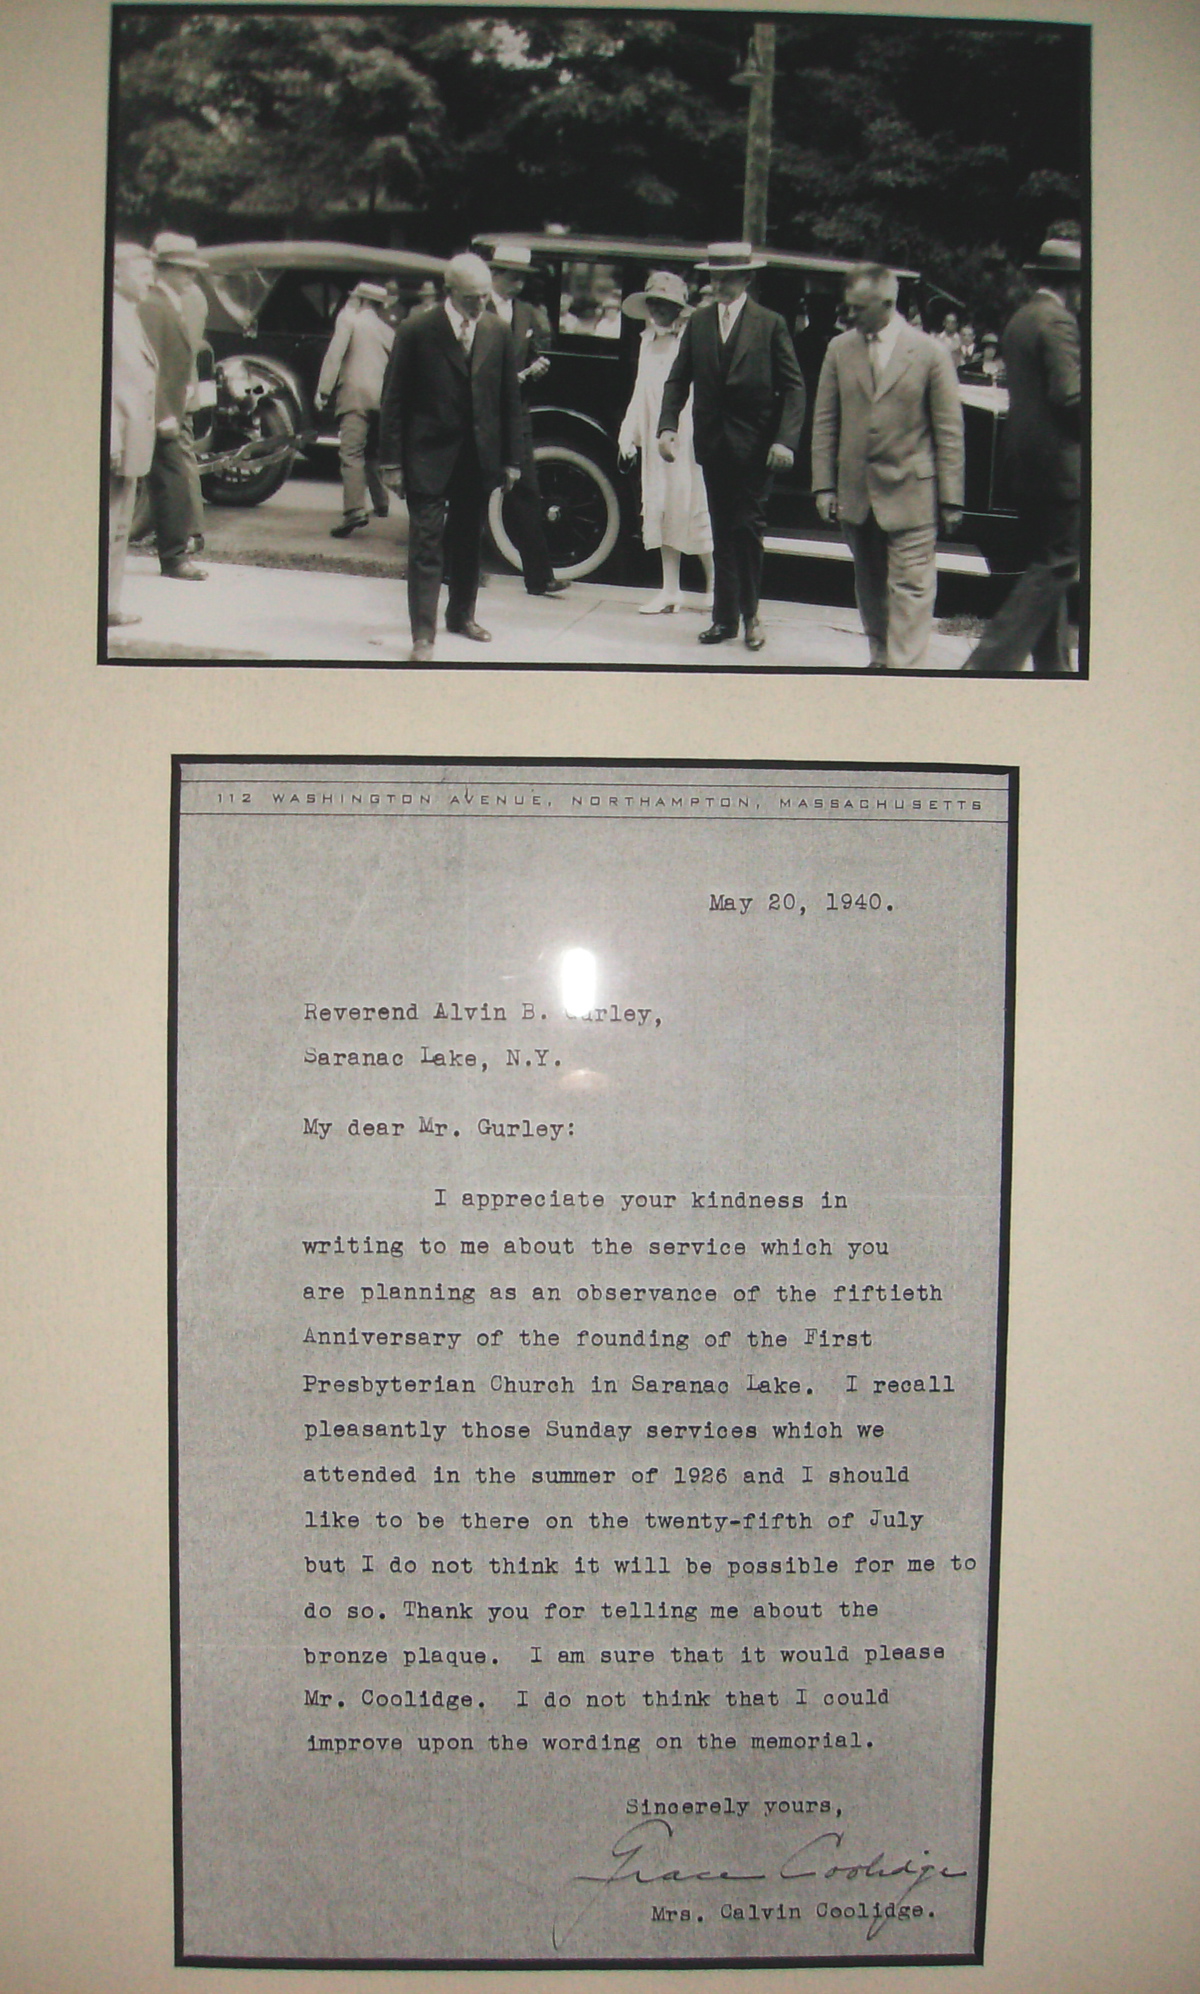 112 WASHINGTON AVENUE, NORTHAMPTON, MASSACHUSETTS
May 20, 1940.
Reverend Alvin B. Gurley,
Saranac Lake, N.Y.
My dear Mr. Gurley:
I appreciate your kindness in
writing to me about the service which you
are planning as an observance of the fiftieth
Anniversary of the founding of the First
Presbyterian Church in Saranac Lake. I recall
pleasantly those Sunday services which we
attended in the summer of 1926 and I should
like to be there on the twenty-fifth of July
but I do not think it will be possible for me to
do so. Thank you for telling me about the
bronze plaque. I am sure that it would please
Mr. Coolidge. I do not think that I could
improve upon the wording on the memorial.
Sincerely yours,
Grace Coolidge
Mrs. Calvin Coolidge.